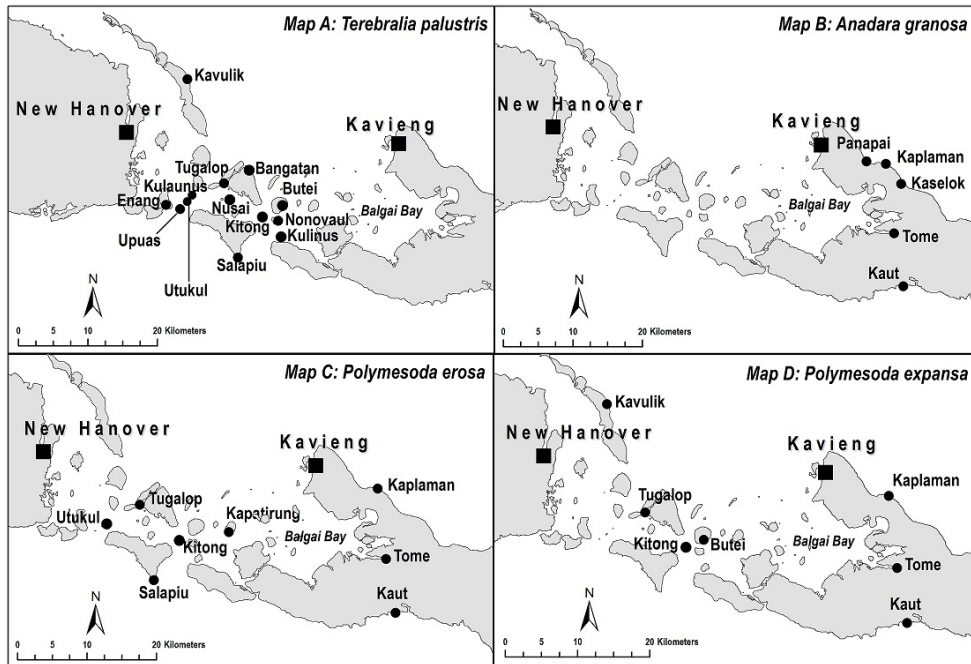 Map A: Terebralia palustris
Kavulik
New Hanover
Kavieng
Tugalop
Bangatan
Kulaunus
Butei
Enang
Nusai
Nonoyaul
Balgai Bay
Kitong
Upuas
Kulinus
Salapiu
Utukul
N
0 5 10 20 Kilometers
Map B: Anadara granosa
New Hanover
Kavieng
Panapai
Kaplaman
Kaselok
Balgai Bay
Tome
Kaut
N
0 5 10 20 Kilometers
Map C: Polymesoda erosa
New Hanover
Kavieng
Kaplaman
Tugalop
Utukul
Kapatirung
Kitong
Balgai Bay
Tome
Salapiu
Kaut
N
0 5 10 20 Kilometers
Map D: Polymesoda expansa
Kavulik
New Hanover
Kavieng
Kaplaman
Tugalop
Kitong
Butei
Balgai Bay
Tome
Kaut
N
0 5 10 20 Kilometers